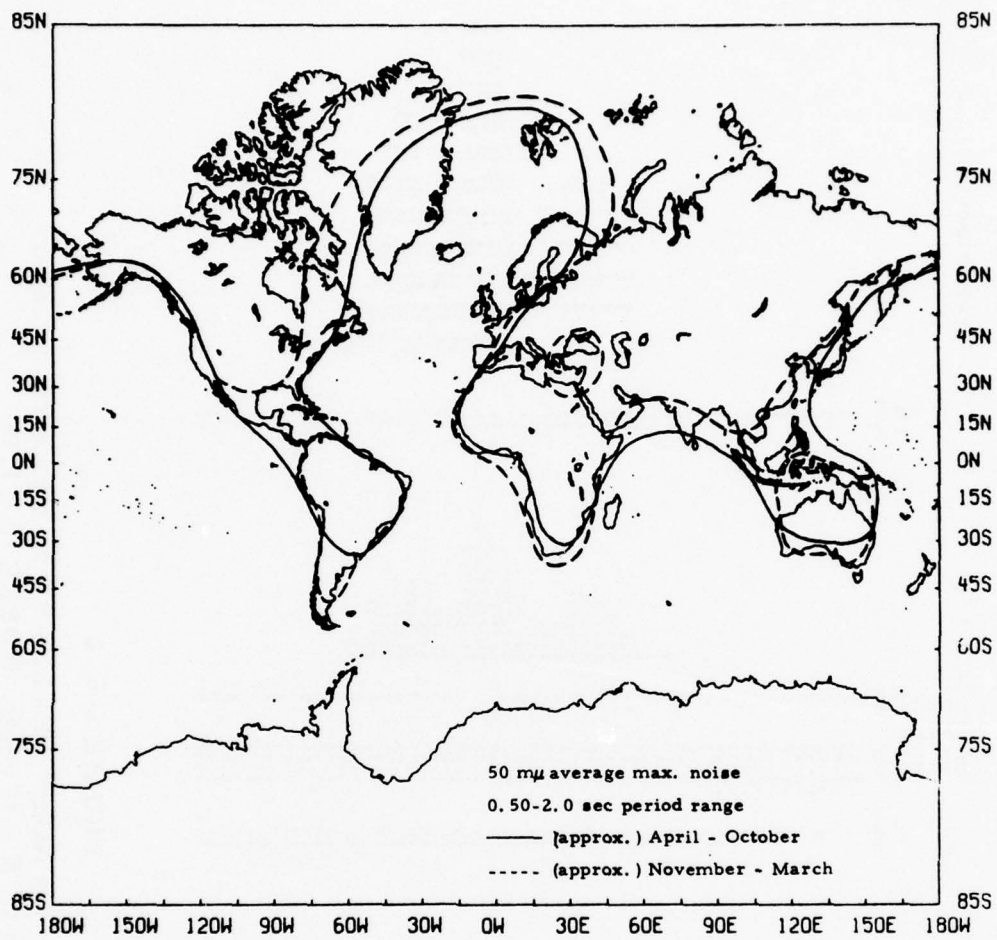 85N 85N
75N 75N
60N 60N
45N 45N
30N 30N
15N 15N
0N 0N
15S 15S
30S 30S
45S 45S
60S 60S
75S 75S
50 mμ average max. noise
0.50-2.0 sec period range
(approx.) April - October
(approx.) November - March
85S 85S
180W 150W 120W 90W 60W 30W 0W 30E 60E 90E 120E 150E 180W